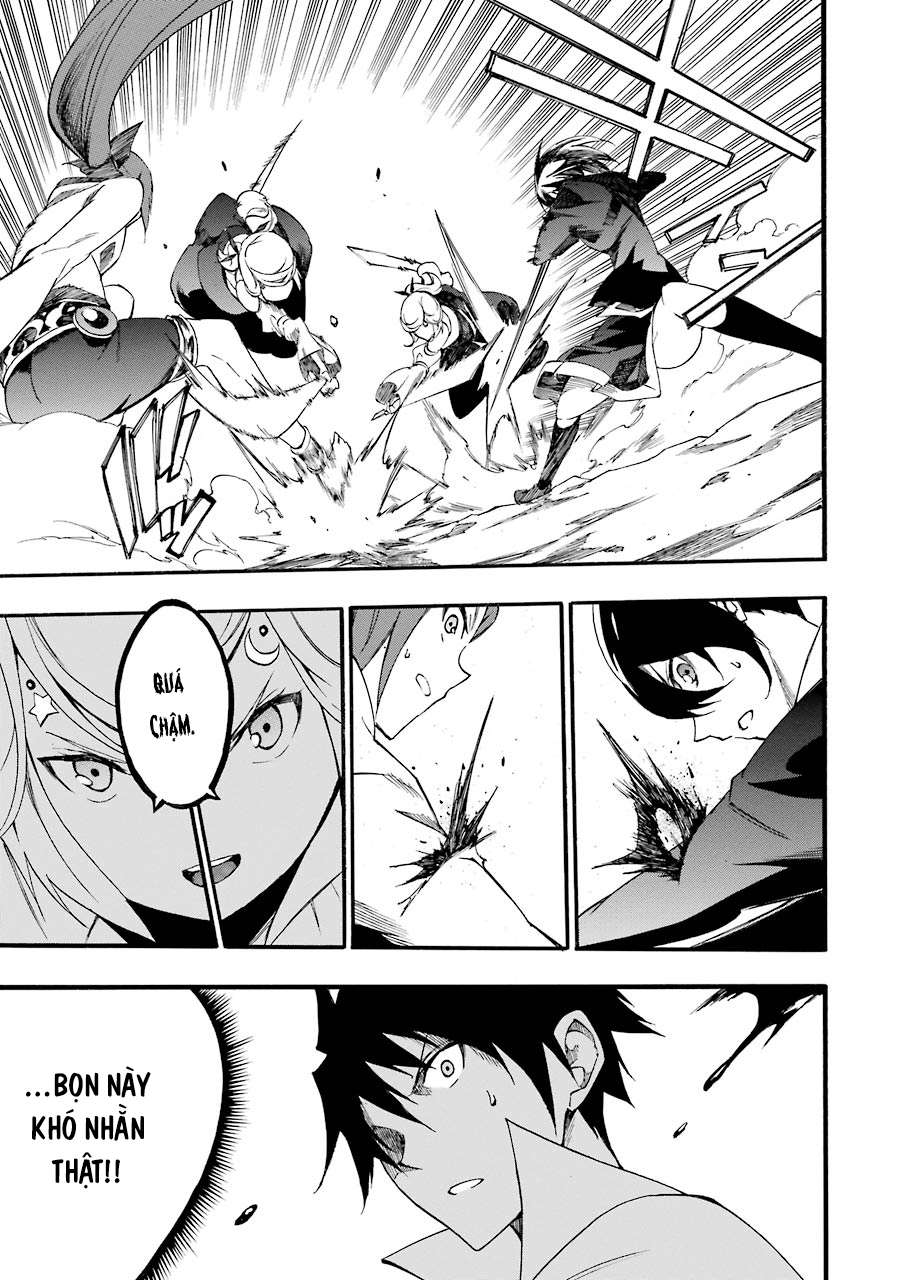 QUÁ
CHẬM.
...BỌN NÀY
KHÓ NHẰN
THẬT!!